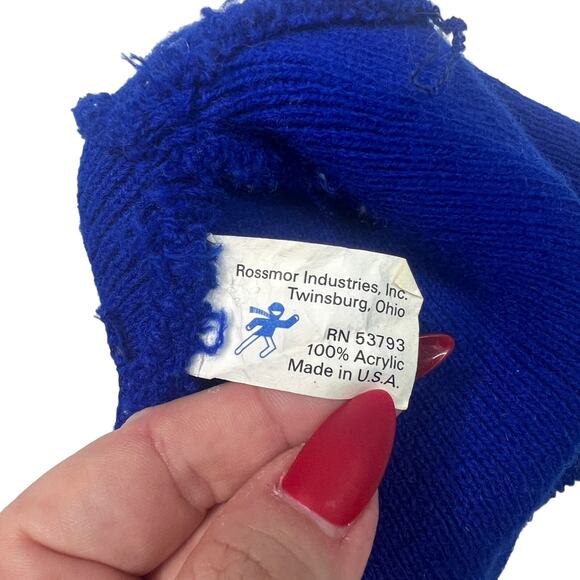 Rossmor Industries, Inc.
Twinsburg, Ohio
RN 53793
100% Acrylic
Made in U.S.A.